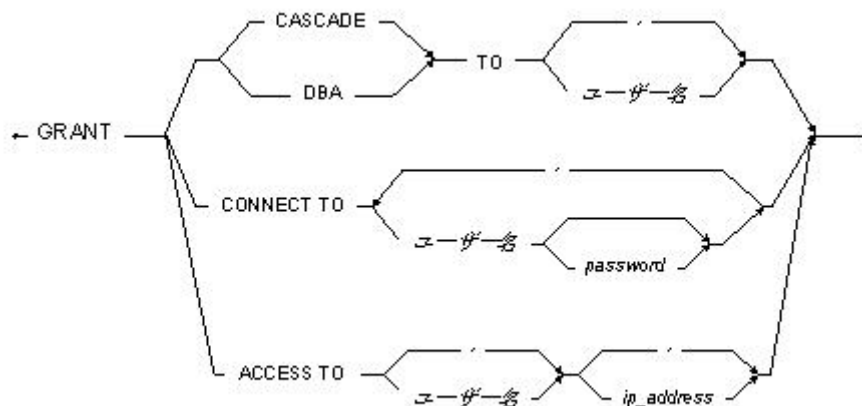 CASCADE
,
DBA
TO
ユーザー名
GRANT
,
CONNECT TO
ユーザー名
password
,
,
ACCESS TO
ユーザー名
ip_address